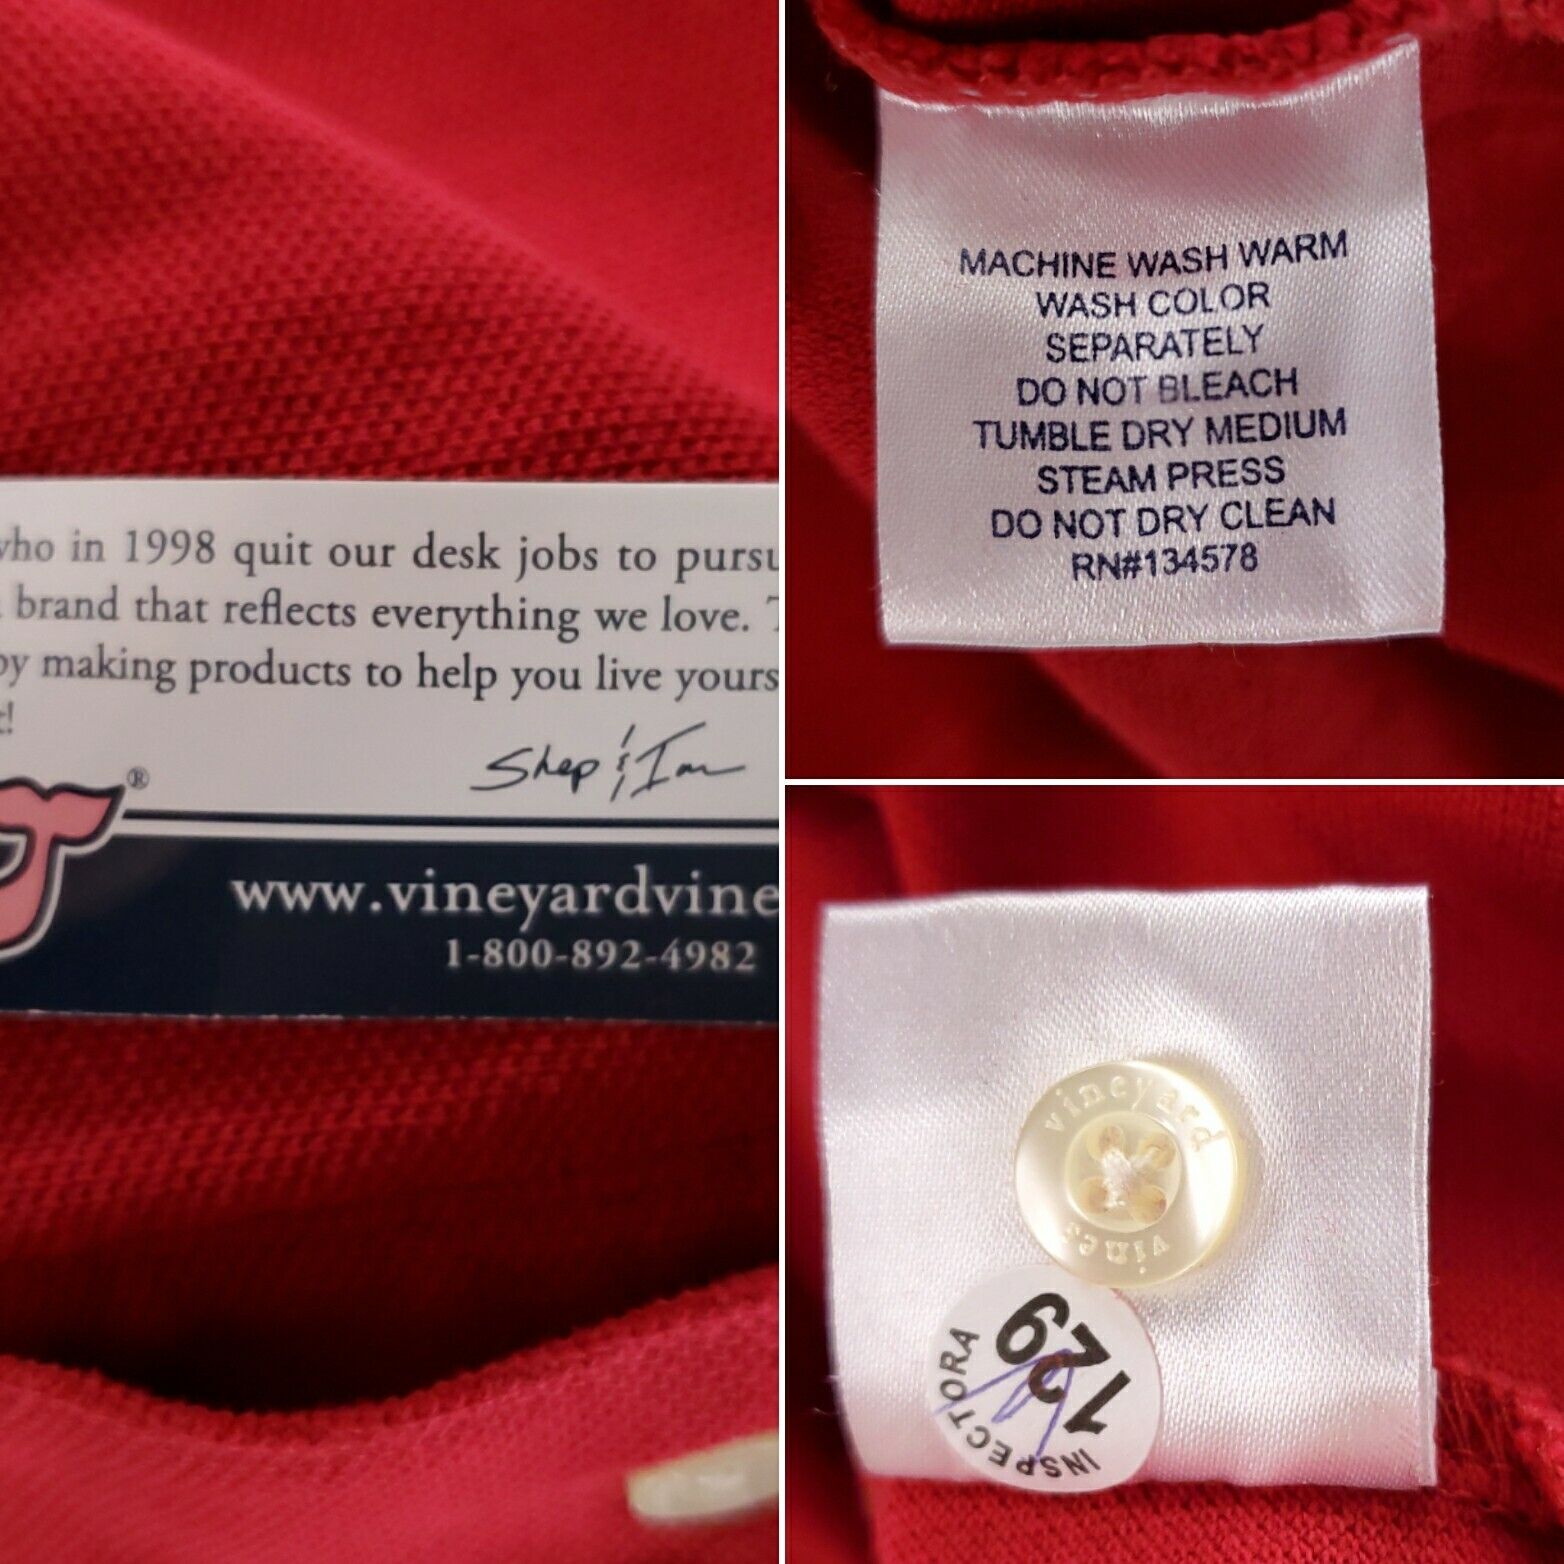 who in 1998 quit our desk jobs to pursu
brand that reflects everything we love. T
by making products to help you live yours
t!
Shep & Ian
®
www.vineyardvine
1-800-892-4982
MACHINE WASH WARM
WASH COLOR
SEPARATELY
DO NOT BLEACH
TUMBLE DRY MEDIUM
STEAM PRESS
DO NOT DRY CLEAN
RN#134578
vineyard
vines
129
INSPECTORA